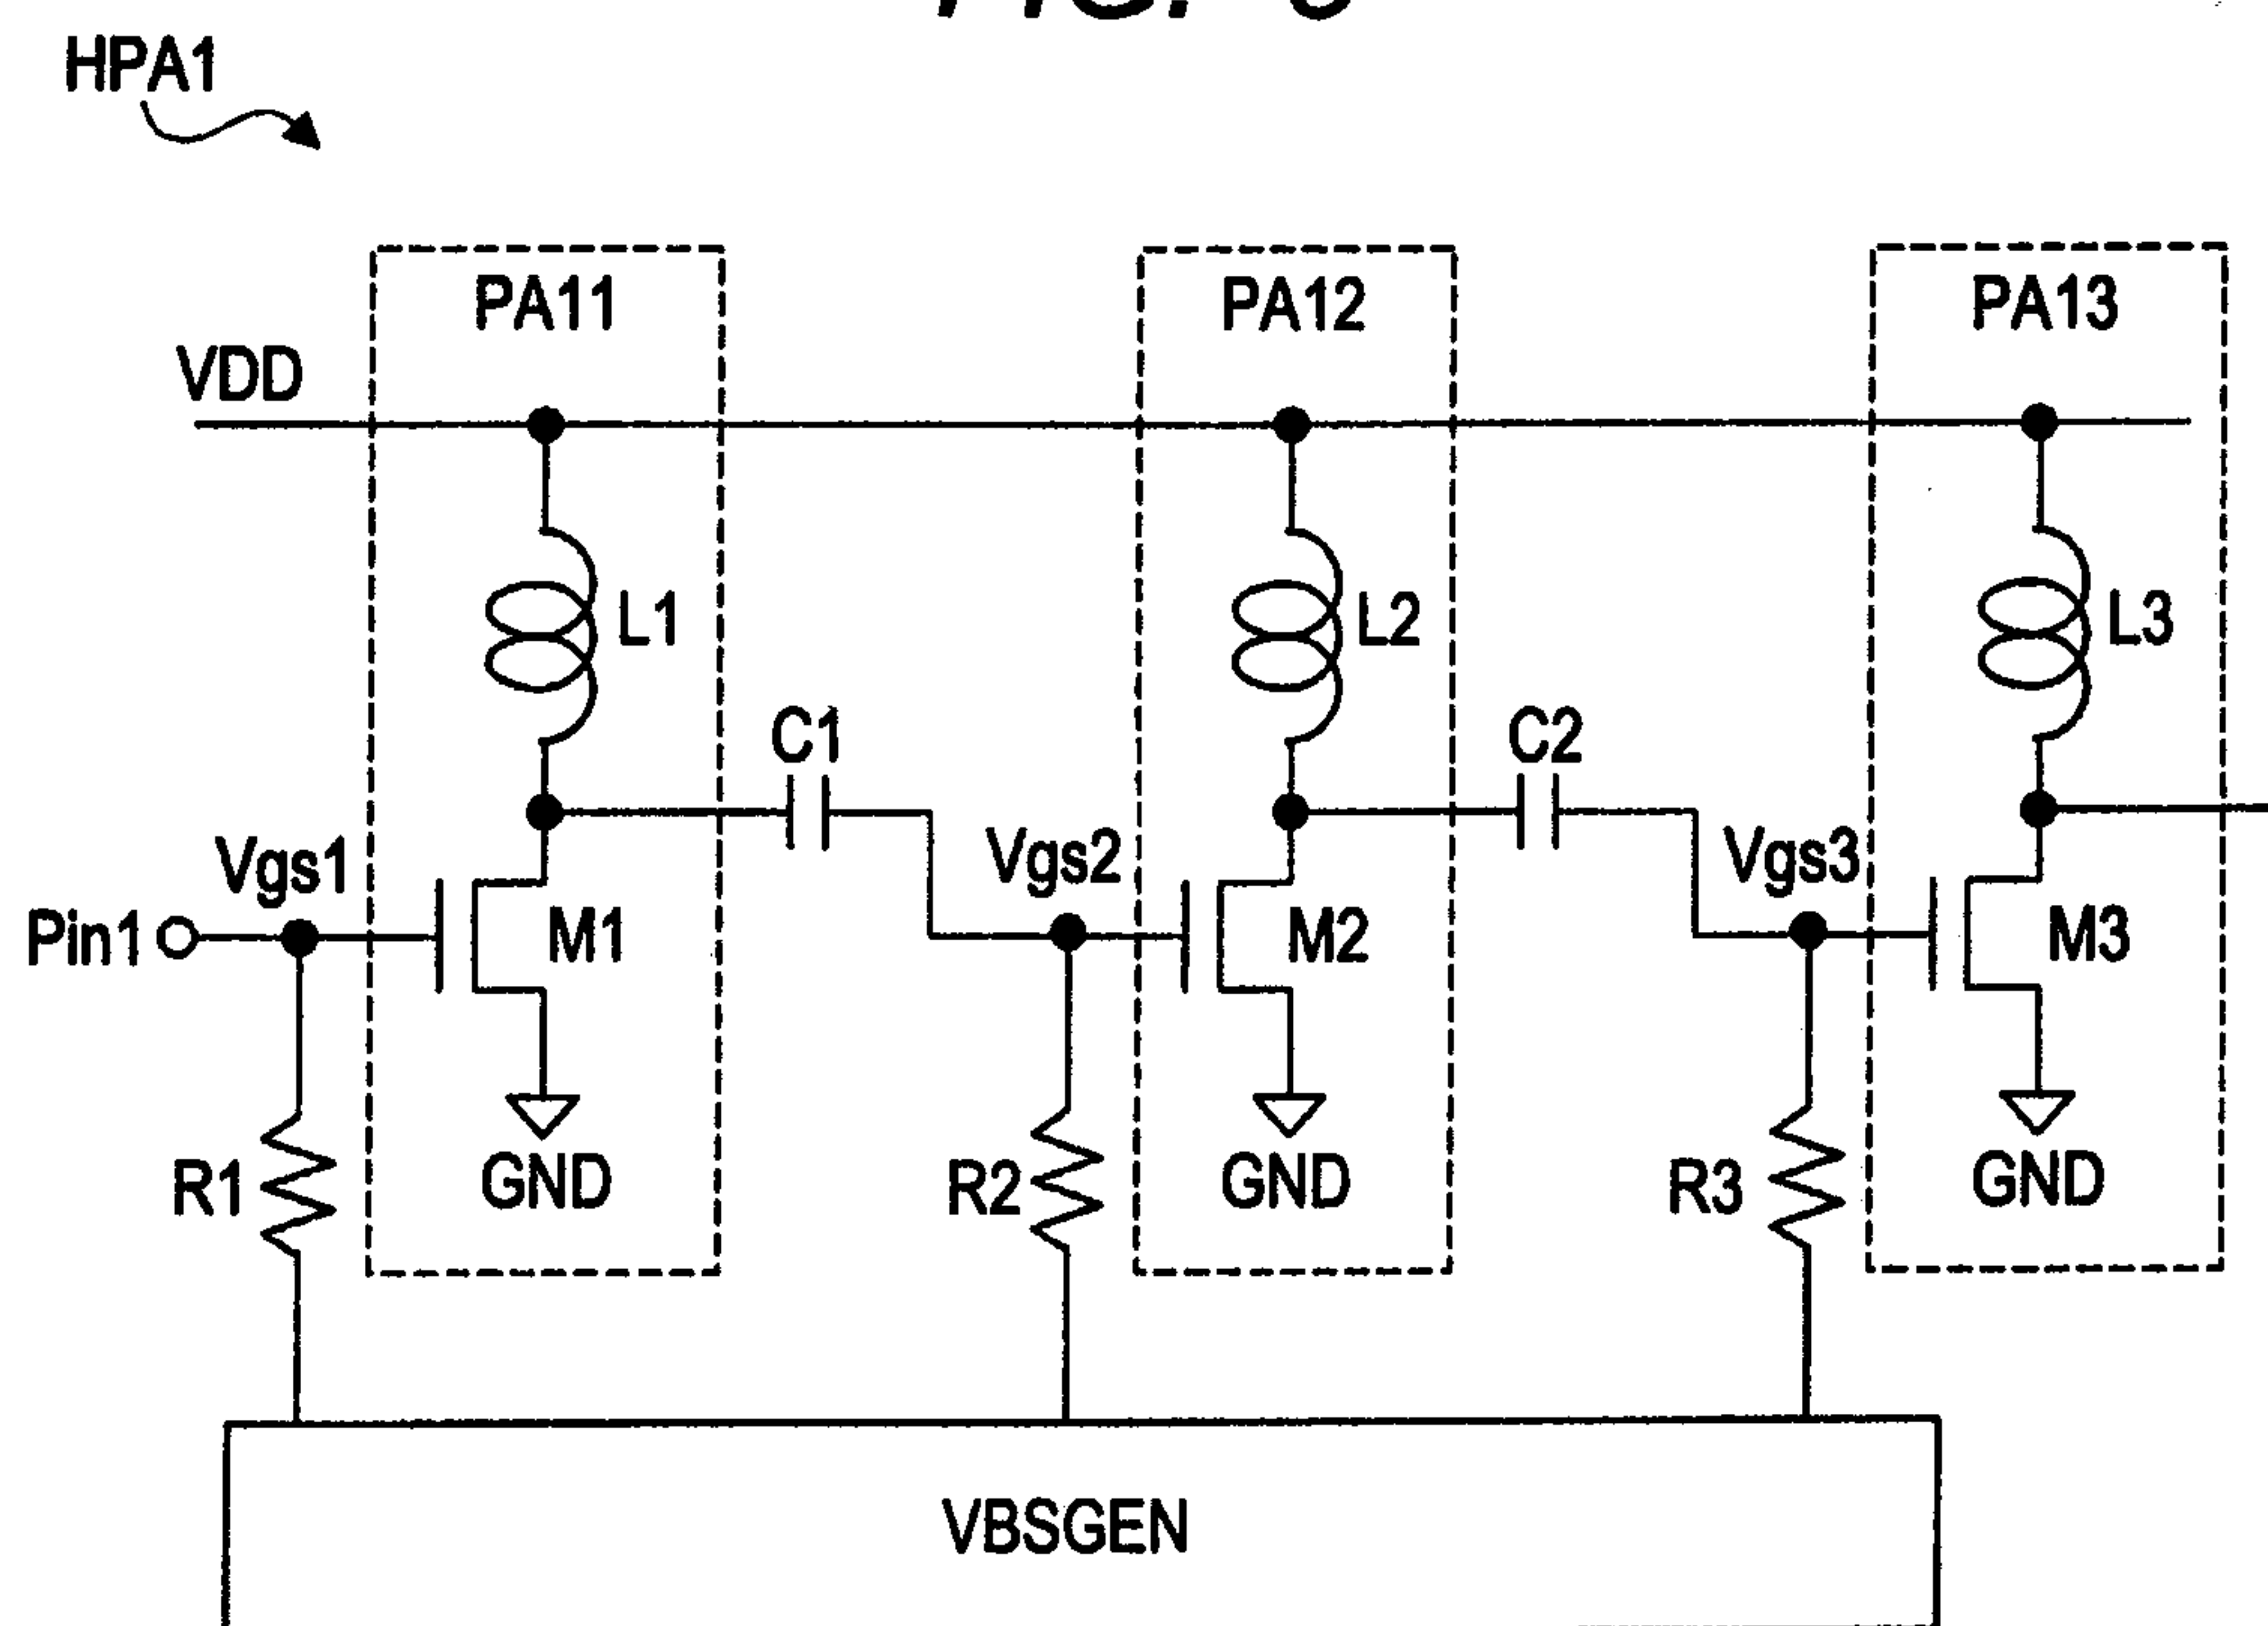 HPA1
PA11
PA12
PA13
VDD
L1
L2
L3
C1
C2
Vgs1
Vgs2
Vgs3
Pin1
M1
M2
M3
R1
GND
R2
GND
R3
GND
VBSGEN